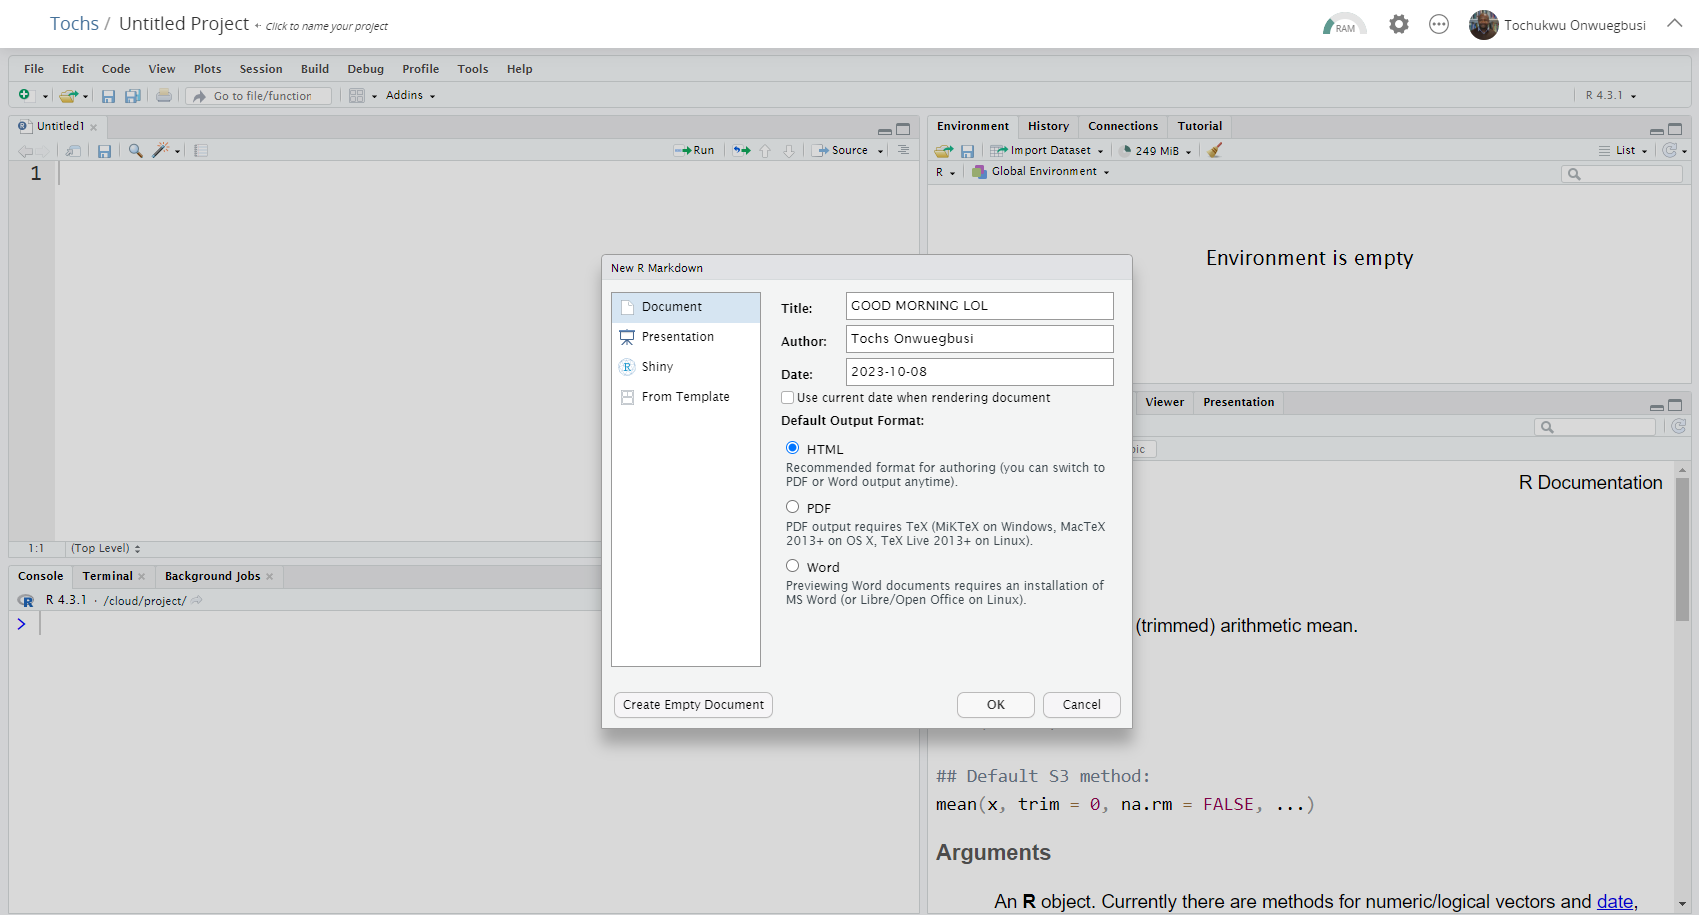 Tochs / Untitled Project ← Click to name your project
RAM
Tochukwu Onwuegbusi
File Edit Code View Plots Session Build Debug Profile Tools Help
Go to file/function Addins
R 4.3.1
Untitled1
Run Source
1
1:1 (Top Level)
Console Terminal Background Jobs
R 4.3.1 · /cloud/project/
>
Environment History Connections Tutorial
Import Dataset 249 MiB List
R Global Environment
Environment is empty
New R Markdown
Document
Presentation
Shiny
From Template
Title: GOOD MORNING LOL
Author: Tochs Onwuegbusi
Date: 2023-10-08
Use current date when rendering document
Default Output Format:
HTML
Recommended format for authoring (you can switch to
PDF or Word output anytime).
PDF
PDF output requires TeX (MiKTeX on Windows, MacTeX
2013+ on OS X, TeX Live 2013+ on Linux).
Word
Previewing Word documents requires an installation of
MS Word (or Libre/Open Office on Linux).
Create Empty Document OK Cancel
Viewer Presentation
R Documentation
(trimmed) arithmetic mean.
## Default S3 method:
mean(x, trim = 0, na.rm = FALSE, ...)
Arguments
An R object. Currently there are methods for numeric/logical vectors and date,